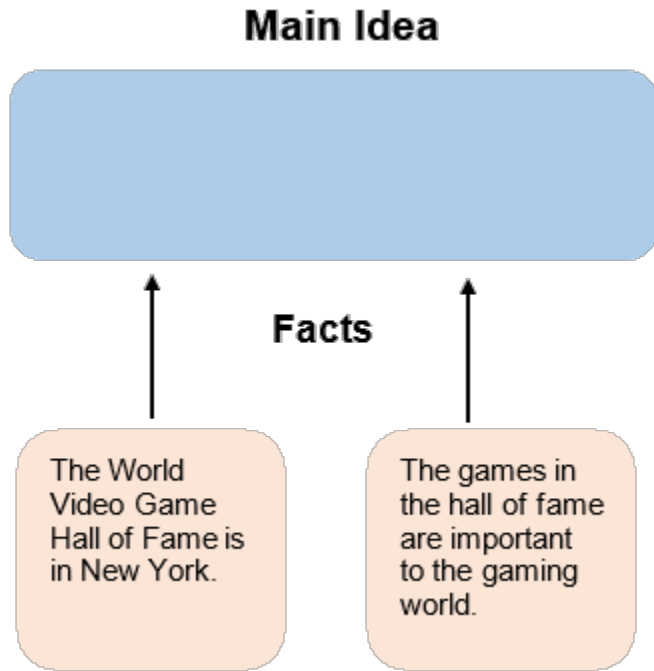 Main Idea
Facts
The World
Video Game
Hall of Fame is
in New York.
The games in
the hall of fame
are important
to the gaming
world.